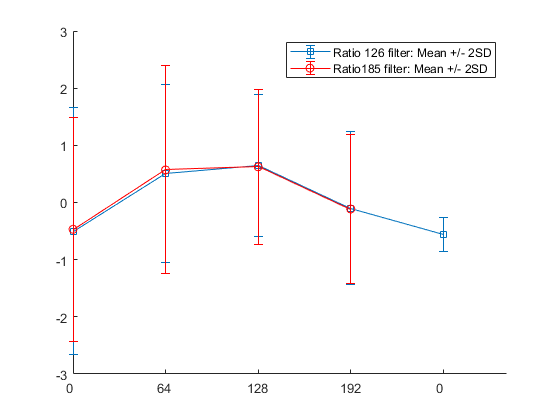 3
2
1
0
-1
-2
-3
0 64 128 192 0
Ratio 126 filter: Mean +/- 2SD
Ratio185 filter: Mean +/- 2SD